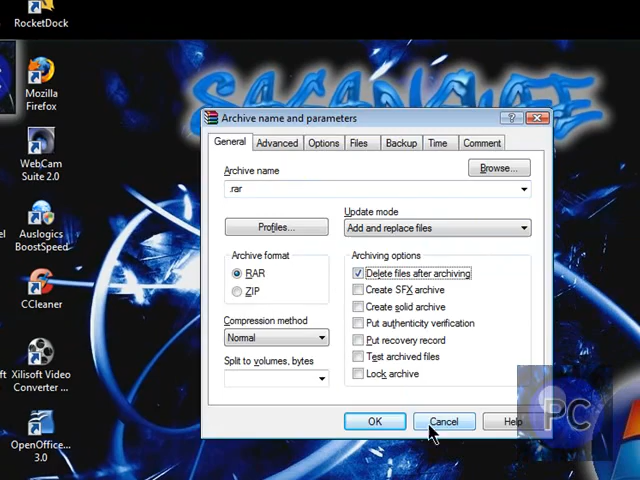 RocketDock
Mozilla
Firefox
WebCam
Suite 2.0
Auslogics
BoostSpeed
CCleaner
Xilisoft Video
Converter ...
OpenOffice....
3.0
Archive name and parameters
General
Advanced
Options
Files
Backup
Time
Comment
Archive name
Browse...
.rar
Profiles...
Update mode
Add and replace files
Archive format
RAR
ZIP
Compression method
Normal
Split to volumes, bytes
Archiving options
Delete files after archiving
Create SFX archive
Create solid archive
Put authenticity verification
Put recovery record
Test archived files
Lock archive
OK
Cancel
Help
PC